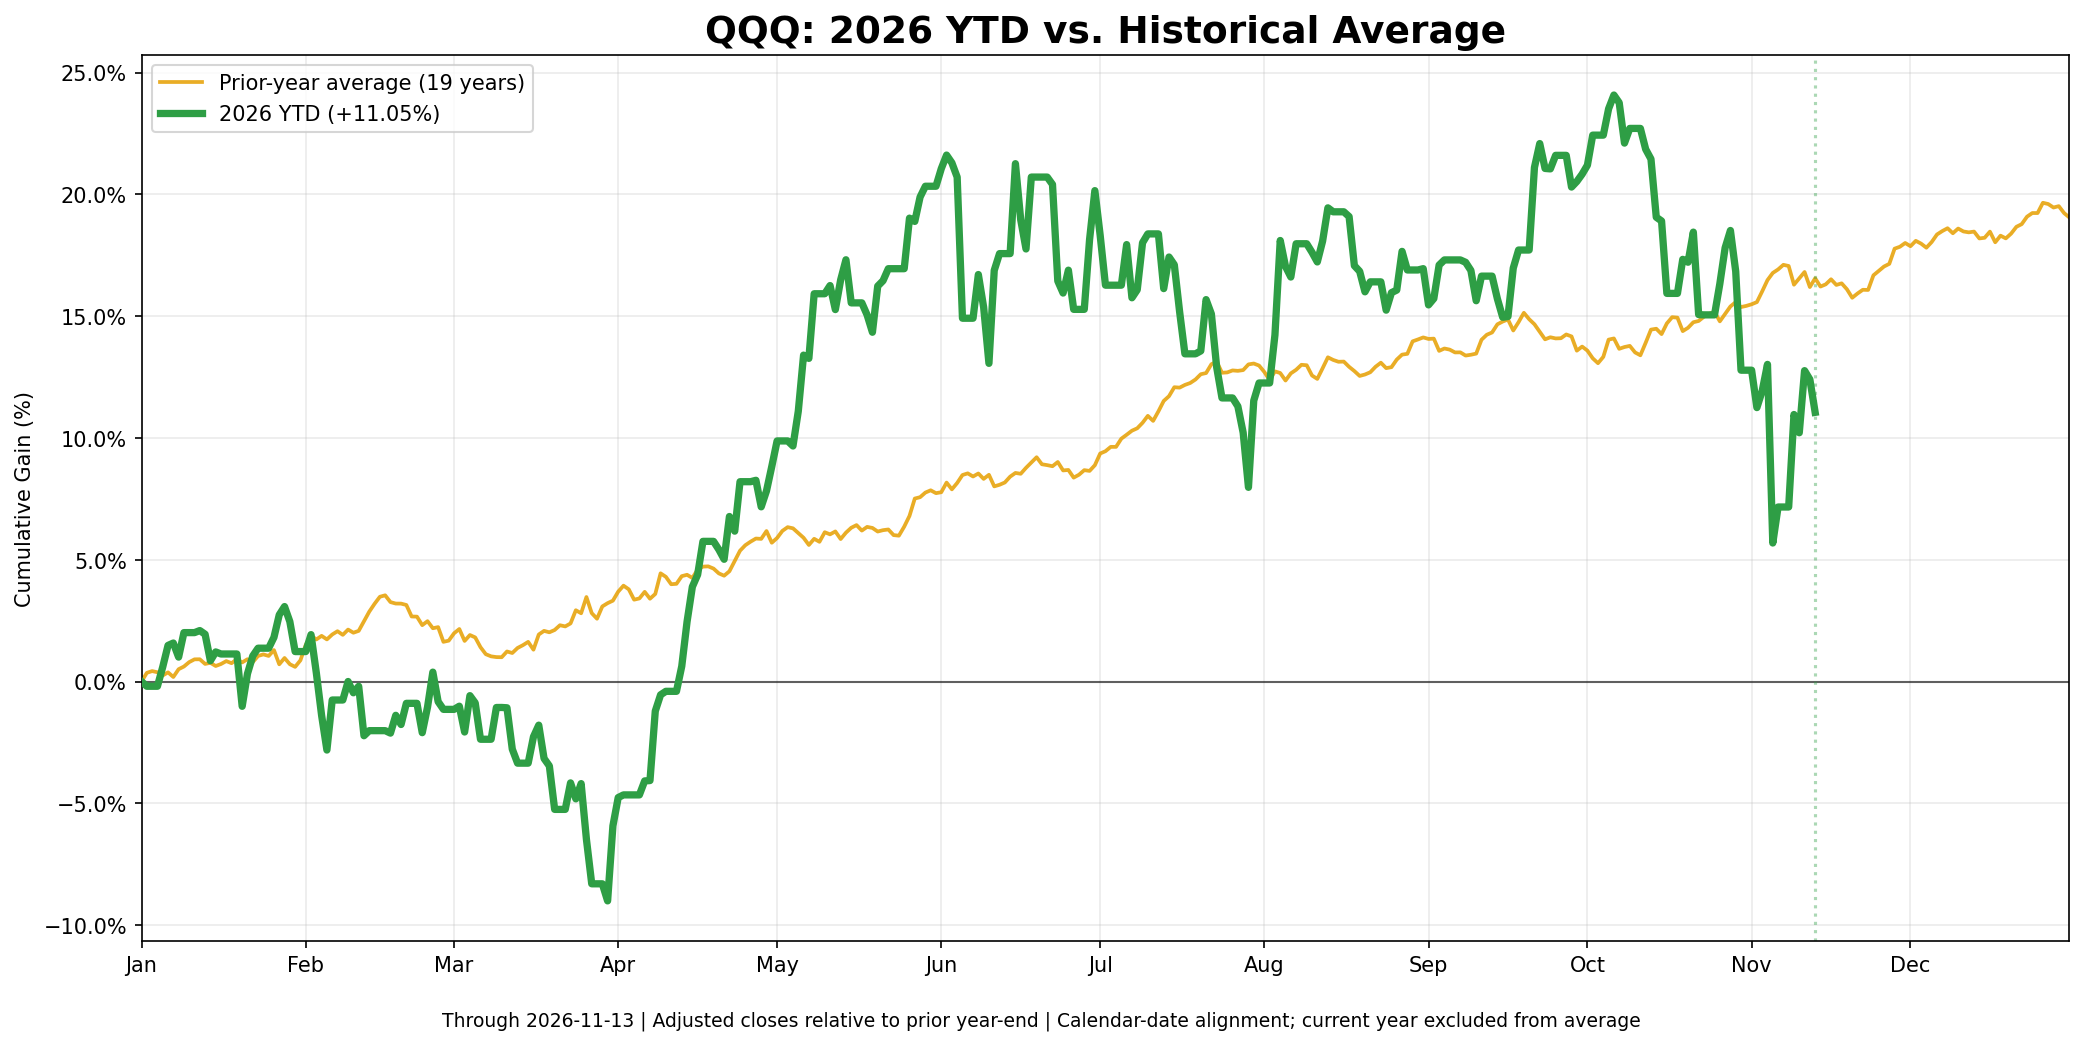 QQQ: 2026 YTD vs. Historical Average
Prior-year average (19 years)
2026 YTD (+11.05%)
Cumulative Gain (%)
25.0%
20.0%
15.0%
10.0%
5.0%
0.0%
−5.0%
−10.0%
Jan Feb Mar Apr May Jun Jul Aug Sep Oct Nov Dec
Through 2026-11-13 | Adjusted closes relative to prior year-end | Calendar-date alignment; current year excluded from average